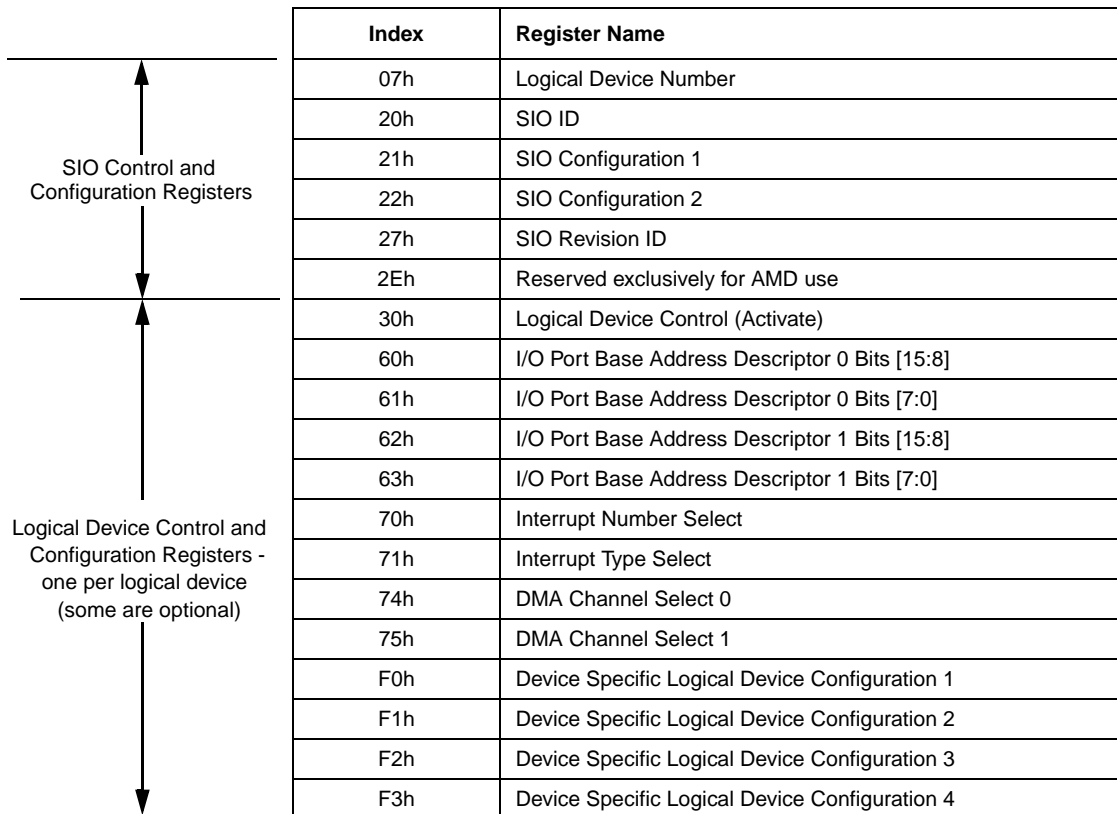 Index Register Name
07h Logical Device Number
20h SIO ID
21h SIO Configuration 1
22h SIO Configuration 2
27h SIO Revision ID
2Eh Reserved exclusively for AMD use
30h Logical Device Control (Activate)
60h I/O Port Base Address Descriptor 0 Bits [15:8]
61h I/O Port Base Address Descriptor 0 Bits [7:0]
62h I/O Port Base Address Descriptor 1 Bits [15:8]
63h I/O Port Base Address Descriptor 1 Bits [7:0]
70h Interrupt Number Select
71h Interrupt Type Select
74h DMA Channel Select 0
75h DMA Channel Select 1
F0h Device Specific Logical Device Configuration 1
F1h Device Specific Logical Device Configuration 2
F2h Device Specific Logical Device Configuration 3
F3h Device Specific Logical Device Configuration 4
SIO Control and
Configuration Registers
Logical Device Control and
Configuration Registers -
one per logical device
(some are optional)